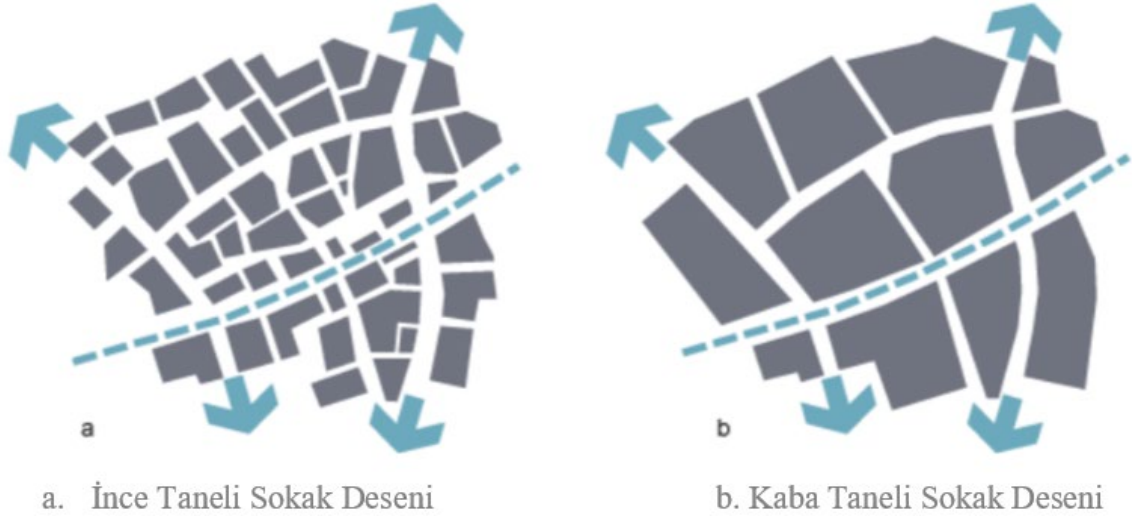 a
b
a. İnce Taneli Sokak Deseni
b. Kaba Taneli Sokak Deseni